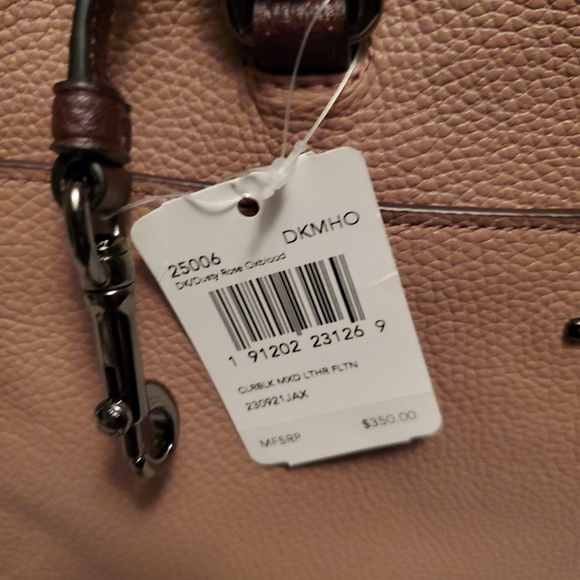 25006 DKMHO
DK/Dusty Rose Oxblood
1 91202 23126 9
CLRBLK MXD LTHR FLTN
230921JAX
MFSRP $350.00